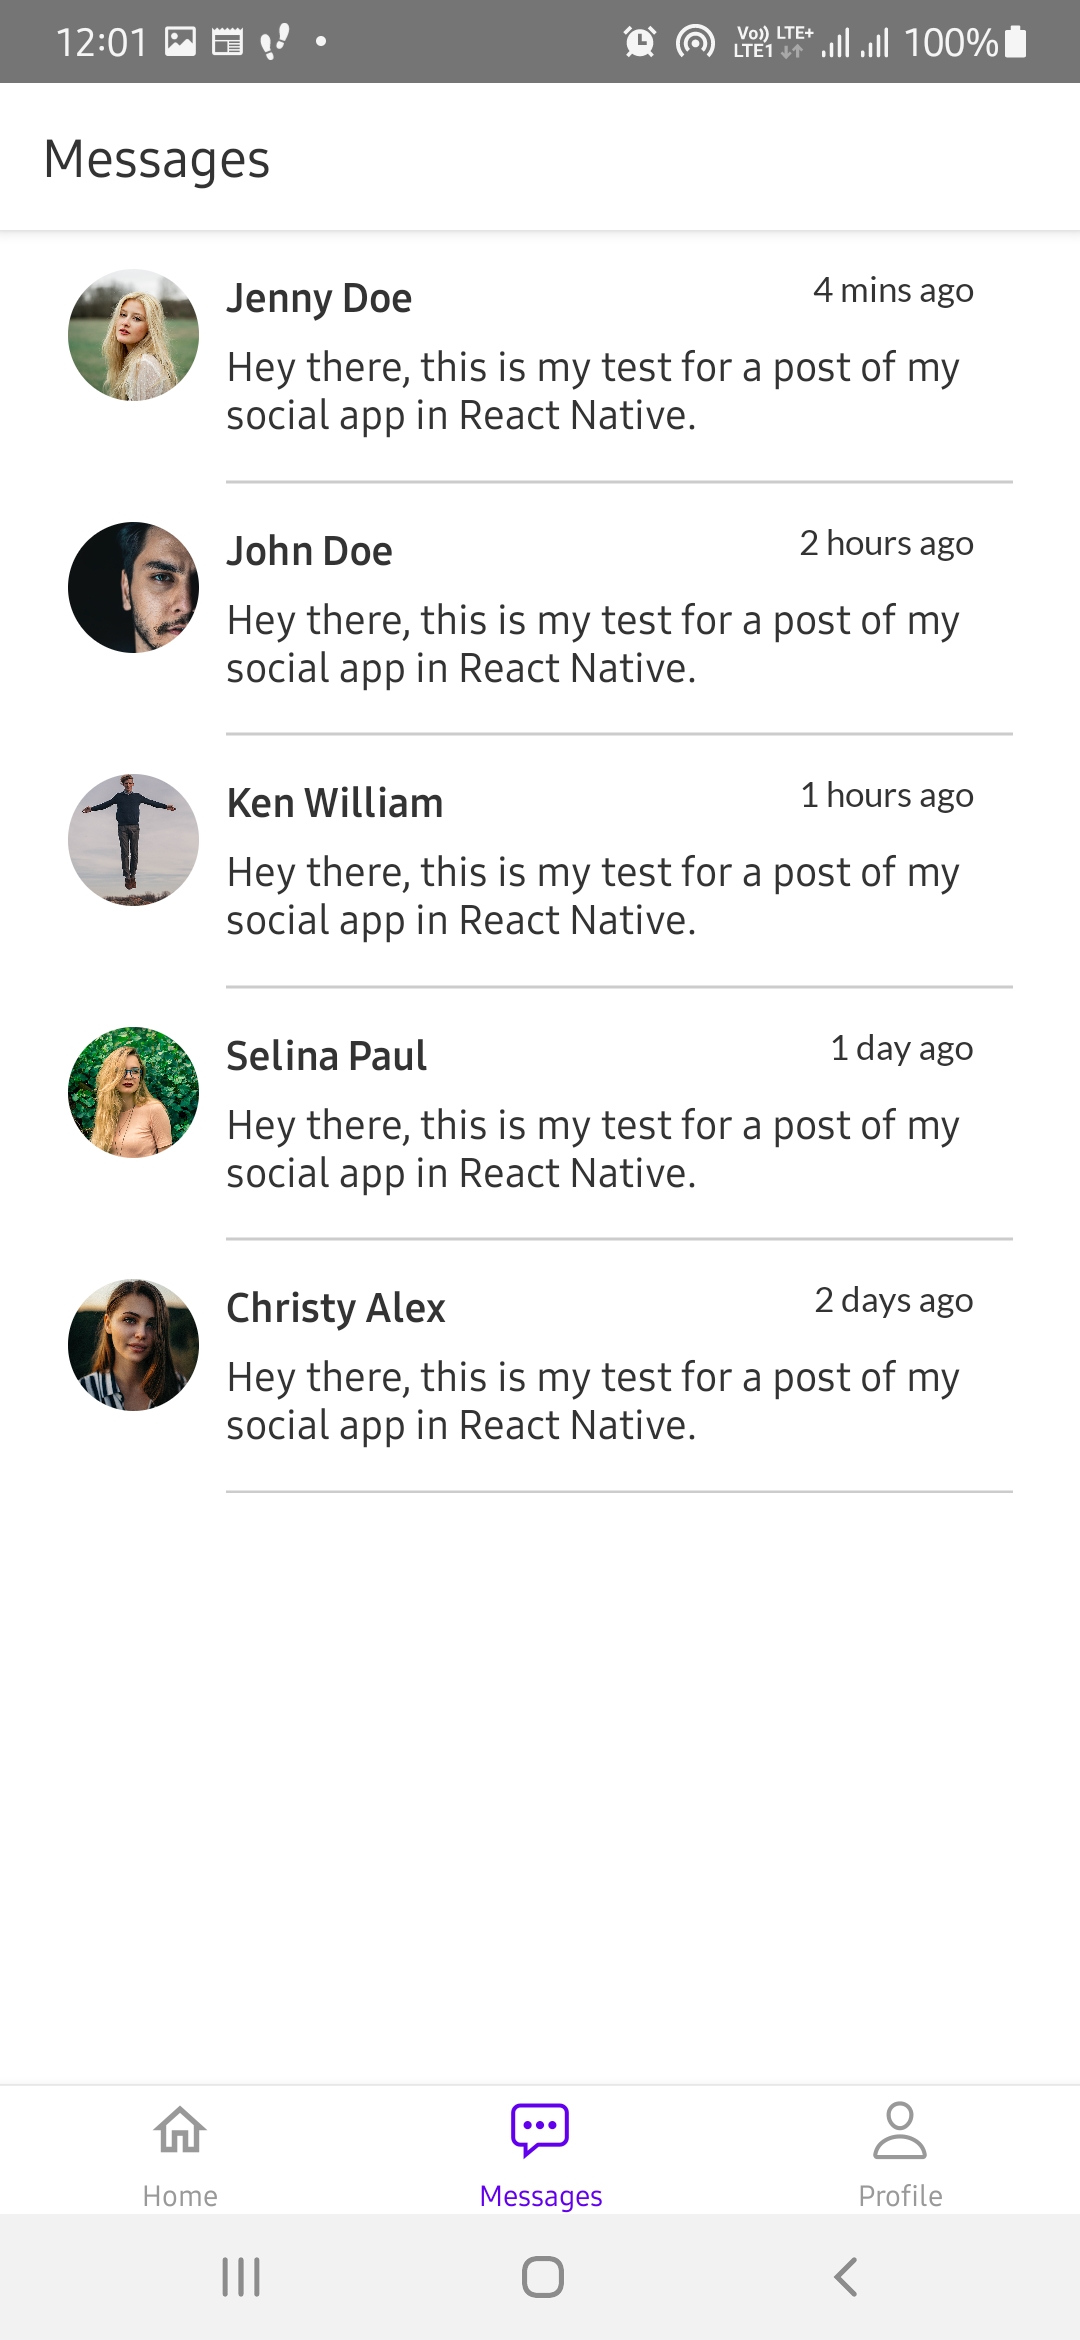 12:01
Vo)) LTE+
LTE1
100%
Messages
Jenny Doe
4 mins ago
Hey there, this is my test for a post of my
social app in React Native.
John Doe
2 hours ago
Hey there, this is my test for a post of my
social app in React Native.
Ken William
1 hours ago
Hey there, this is my test for a post of my
social app in React Native.
Selina Paul
1 day ago
Hey there, this is my test for a post of my
social app in React Native.
Christy Alex
2 days ago
Hey there, this is my test for a post of my
social app in React Native.
Home
Messages
Profile